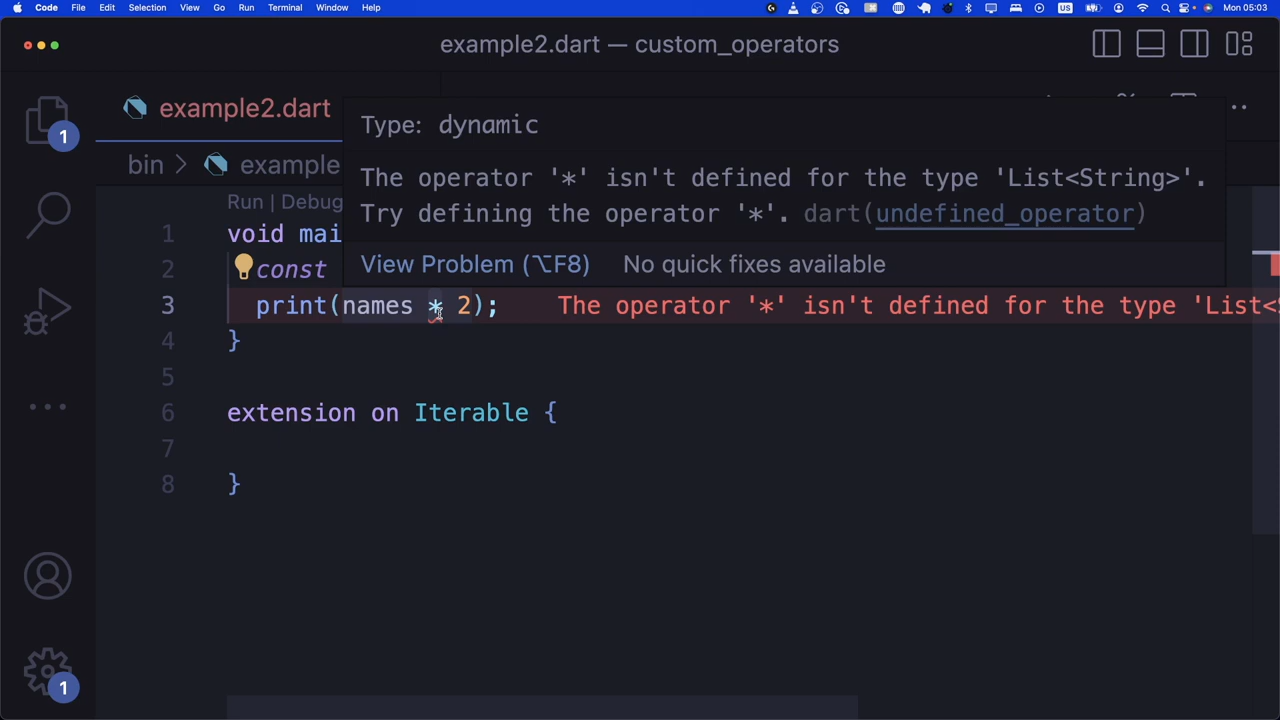 Code File Edit Selection View Go Run Terminal Window Help US Mon 05:03
example2.dart — custom_operators
example2.dart
Type: dynamic
bin > example
The operator '*' isn't defined for the type 'List<String>'.
Try defining the operator '*'. dart(undefined_operator)
View Problem (⌥F8) No quick fixes available
Run | Debug
1 void mai
2 const
3 print(names * 2); The operator '*' isn't defined for the type 'List<S
4 }
5
6 extension on Iterable {
7
8 }
1
1